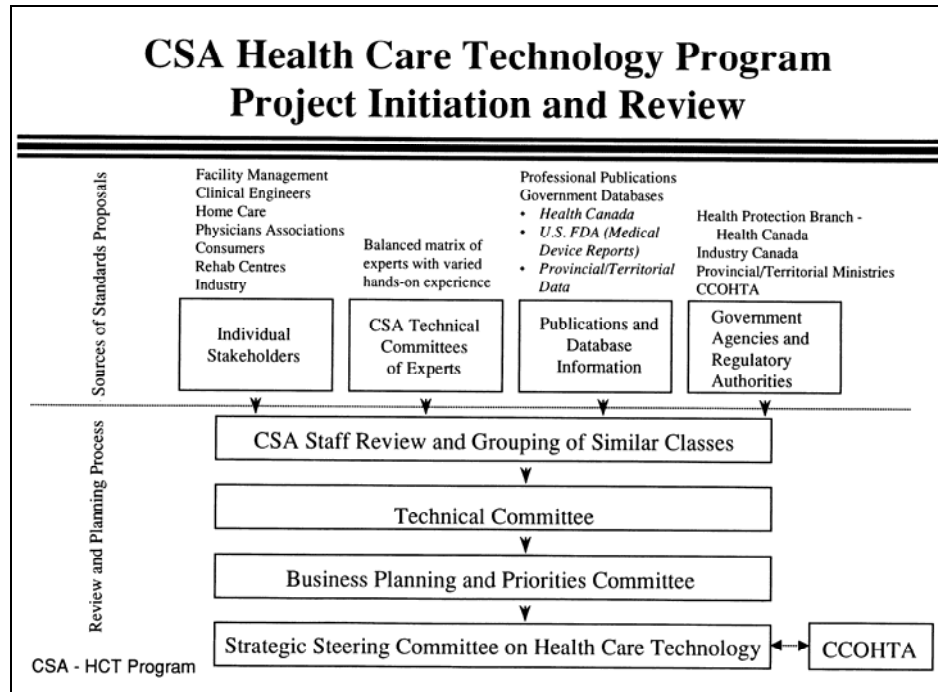 CSA Health Care Technology Program
Project Initiation and Review
Sources of Standards Proposals
Facility Management
Clinical Engineers
Home Care
Physicians Associations
Consumers
Rehab Centres
Industry
Individual
Stakeholders
Balanced matrix of
experts with varied
hands-on experience
CSA Technical
Committees
of Experts
Professional Publications
Government Databases
• Health Canada
• U.S. FDA (Medical
Device Reports)
• Provincial/Territorial
Data
Publications and
Database
Information
Health Protection Branch -
Health Canada
Industry Canada
Provincial/Territorial Ministries
CCOHTA
Government
Agencies and
Regulatory
Authorities
Review and Planning Process
CSA Staff Review and Grouping of Similar Classes
Technical Committee
Business Planning and Priorities Committee
Strategic Steering Committee on Health Care Technology
CCOHTA
CSA - HCT Program